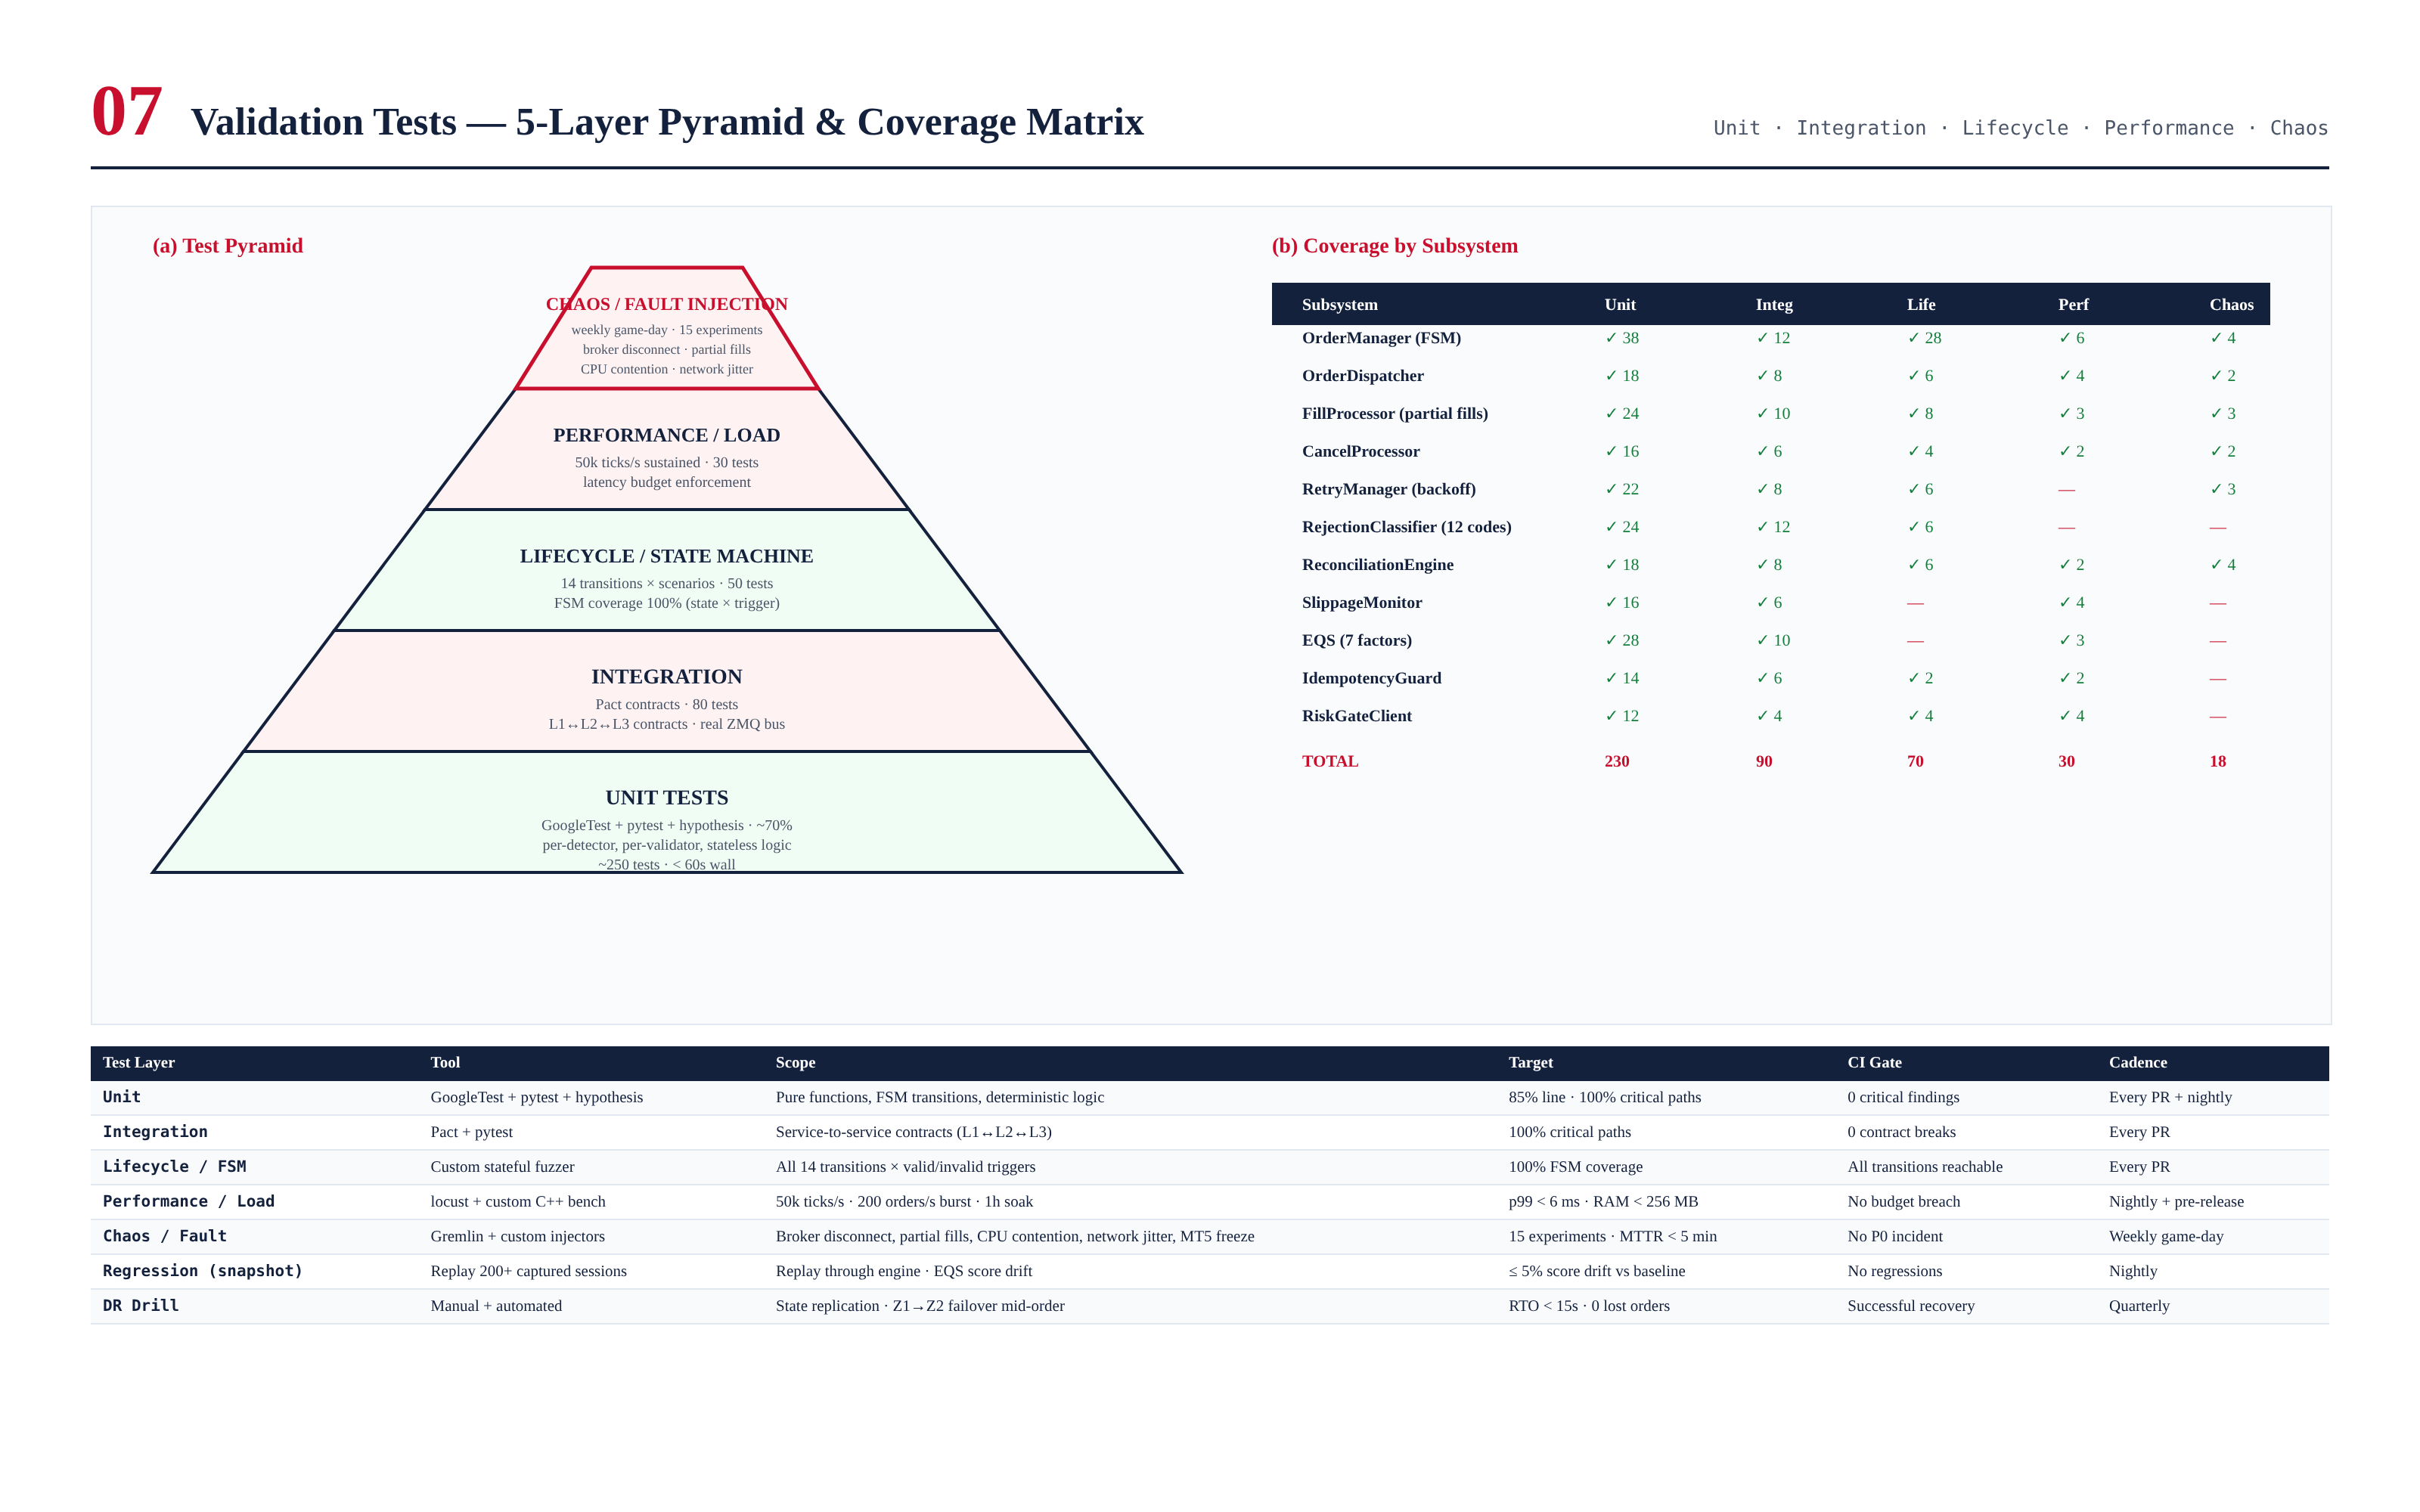 07 Validation Tests — 5-Layer Pyramid & Coverage Matrix
Unit · Integration · Lifecycle · Performance · Chaos
(a) Test Pyramid
CHAOS / FAULT INJECTION
weekly game-day · 15 experiments
broker disconnect · partial fills
CPU contention · network jitter
PERFORMANCE / LOAD
50k ticks/s sustained · 30 tests
latency budget enforcement
LIFECYCLE / STATE MACHINE
14 transitions × scenarios · 50 tests
FSM coverage 100% (state × trigger)
INTEGRATION
Pact contracts · 80 tests
L1↔L2↔L3 contracts · real ZMQ bus
UNIT TESTS
GoogleTest + pytest + hypothesis · ~70%
per-detector, per-validator, stateless logic
~250 tests · < 60s wall
(b) Coverage by Subsystem
Subsystem Unit Integ Life Perf Chaos
OrderManager (FSM) ✓ 38 ✓ 12 ✓ 28 ✓ 6 ✓ 4
OrderDispatcher ✓ 18 ✓ 8 ✓ 6 ✓ 4 ✓ 2
FillProcessor (partial fills) ✓ 24 ✓ 10 ✓ 8 ✓ 3 ✓ 3
CancelProcessor ✓ 16 ✓ 6 ✓ 4 ✓ 2 ✓ 2
RetryManager (backoff) ✓ 22 ✓ 8 ✓ 6 — ✓ 3
RejectionClassifier (12 codes) ✓ 24 ✓ 12 ✓ 6 — —
ReconciliationEngine ✓ 18 ✓ 8 ✓ 6 ✓ 2 ✓ 4
SlippageMonitor ✓ 16 ✓ 6 — ✓ 4 —
EQS (7 factors) ✓ 28 ✓ 10 — ✓ 3 —
IdempotencyGuard ✓ 14 ✓ 6 ✓ 2 ✓ 2 —
RiskGateClient ✓ 12 ✓ 4 ✓ 4 ✓ 4 —
TOTAL 230 90 70 30 18
Test Layer Tool Scope Target CI Gate Cadence
Unit GoogleTest + pytest + hypothesis Pure functions, FSM transitions, deterministic logic 85% line · 100% critical paths 0 critical findings Every PR + nightly
Integration Pact + pytest Service-to-service contracts (L1↔L2↔L3) 100% critical paths 0 contract breaks Every PR
Lifecycle / FSM Custom stateful fuzzer All 14 transitions × valid/invalid triggers 100% FSM coverage All transitions reachable Every PR
Performance / Load locust + custom C++ bench 50k ticks/s · 200 orders/s burst · 1h soak p99 < 6 ms · RAM < 256 MB No budget breach Nightly + pre-release
Chaos / Fault Gremlin + custom injectors Broker disconnect, partial fills, CPU contention, network jitter, MT5 freeze 15 experiments · MTTR < 5 min No P0 incident Weekly game-day
Regression (snapshot) Replay 200+ captured sessions Replay through engine · EQS score drift ≤ 5% score drift vs baseline No regressions Nightly
DR Drill Manual + automated State replication · Z1→Z2 failover mid-order RTO < 15s · 0 lost orders Successful recovery Quarterly